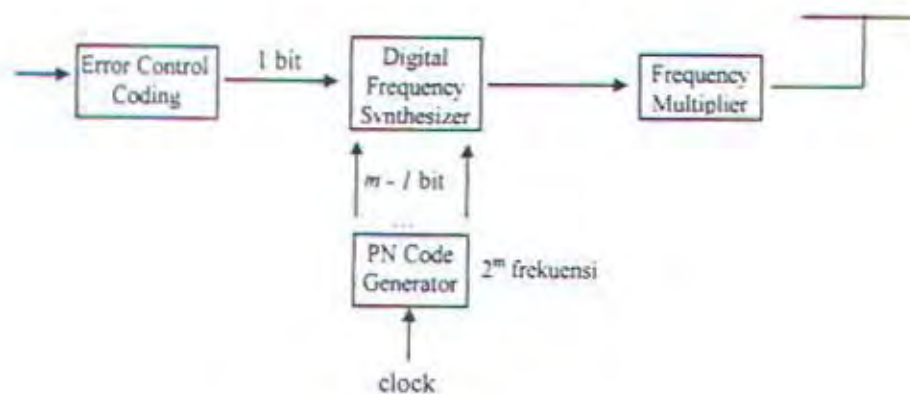 Error Control
Coding
1 bit
Digital
Frequency
Synthesizer
Frequency
Multiplier
m - 1 bit
...
PN Code
Generator
2ᵐ frekuensi
clock